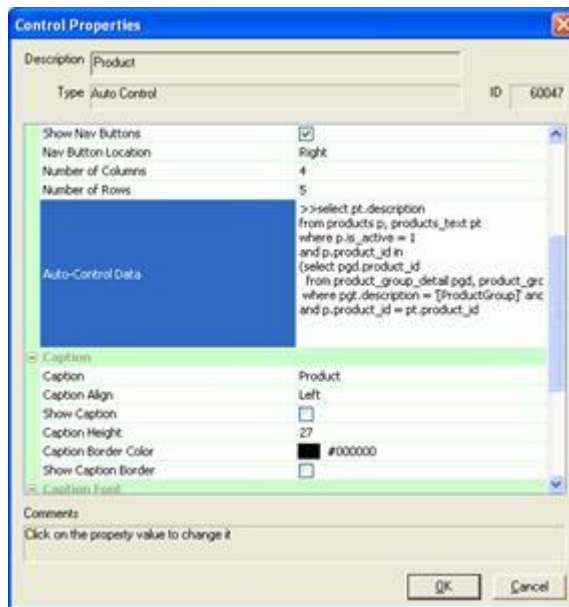 Control Properties
Description Product
Type Auto Control ID 60047
Show Nav Buttons
Nav Button Location Right
Number of Columns 4
Number of Rows 5
Auto-Control Data
>>select pt.description
from products p, products_text pt
where p.is_active = 1
and p.product_id in
(select pgd.product_id
from product_group_detail pgd, product_grc
where pgt.description = '[ProductGroup]' and
and p.product_id = pt.product_id
Caption
Caption Product
Caption Align Left
Show Caption
Caption Height 27
Caption Border Color #000000
Show Caption Border
Caption Font
Comments
Click on the property value to change it
OK Cancel